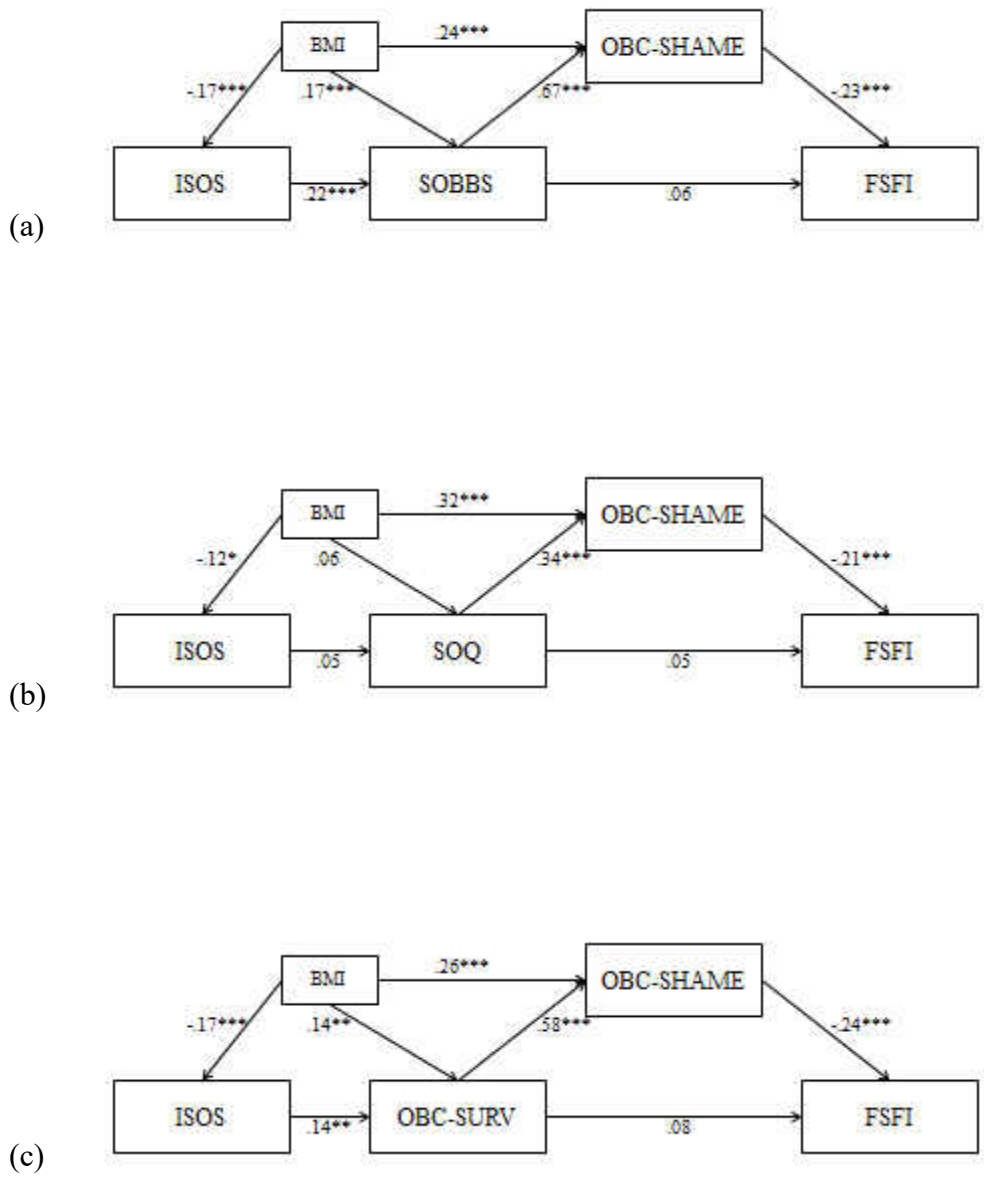 BMI
.24***
OBC-SHAME
-.17***
.17***
.67***
-.23***
ISOS
.22***
SOBBS
.06
FSFI
(a)
BMI
.32***
OBC-SHAME
-.12*
.06
.34***
-.21***
ISOS
.05
SOQ
.05
FSFI
(b)
BMI
.26***
OBC-SHAME
-.17***
.14**
.58***
-.24***
ISOS
.14**
OBC-SURV
.08
FSFI
(c)